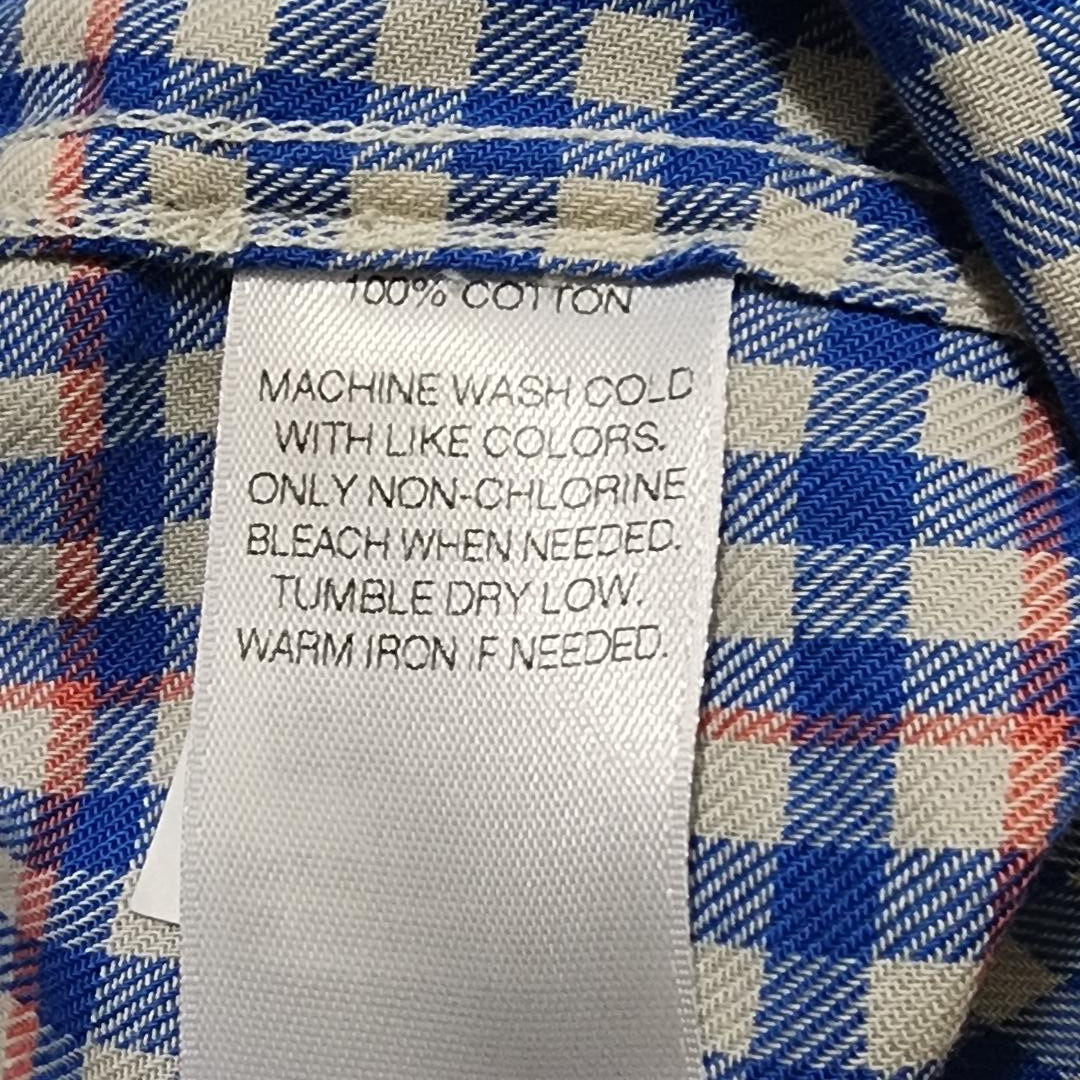 100% COTTON
MACHINE WASH COLD
WITH LIKE COLORS.
ONLY NON-CHLORINE
BLEACH WHEN NEEDED.
TUMBLE DRY LOW.
WARM IRON IF NEEDED.